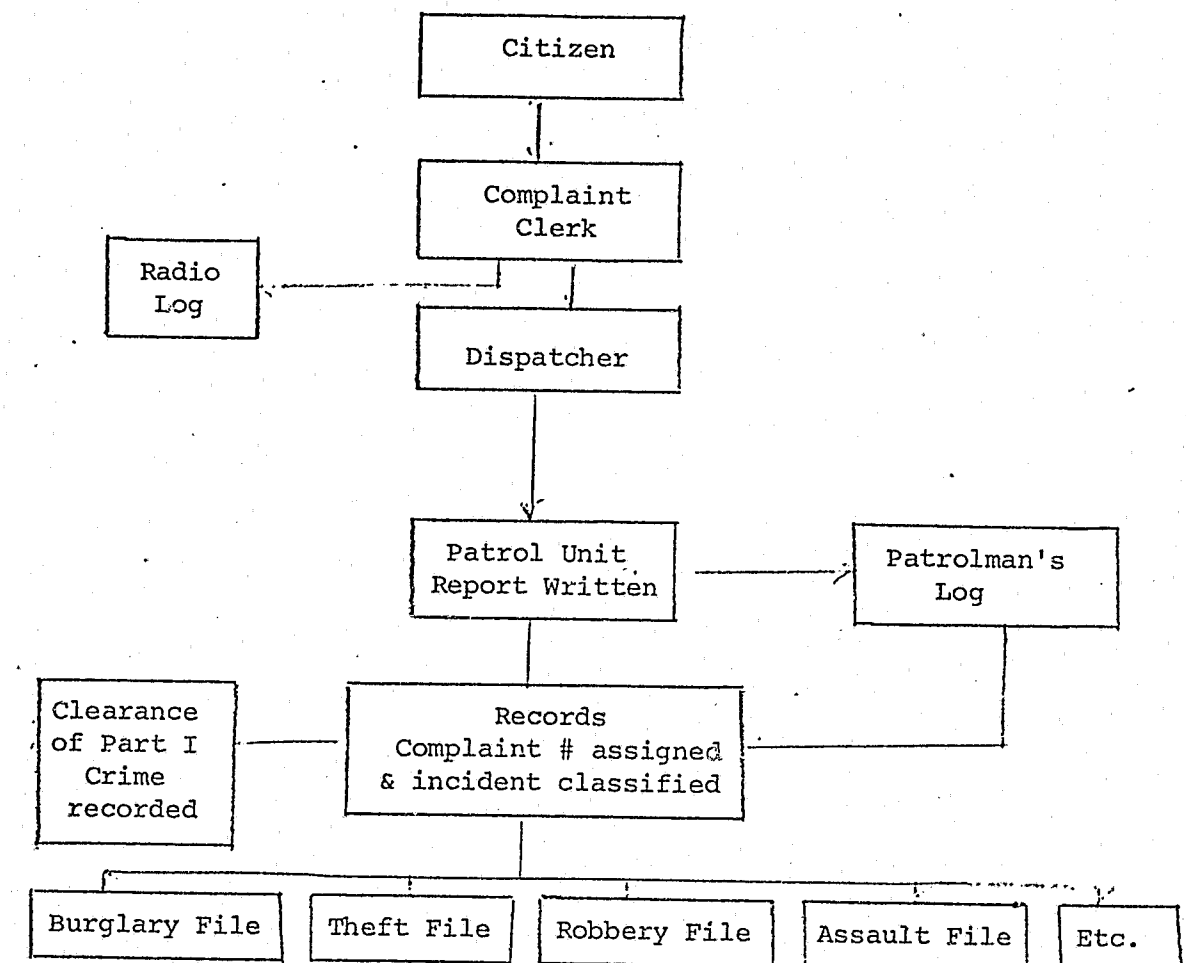 Citizen
Complaint
Clerk
Radio
Log
Dispatcher
Patrol Unit
Report Written
Patrolman's
Log
Clearance
of Part I
Crime
recorded
Records
Complaint # assigned
& incident classified
Burglary File
Theft File
Robbery File
Assault File
Etc.